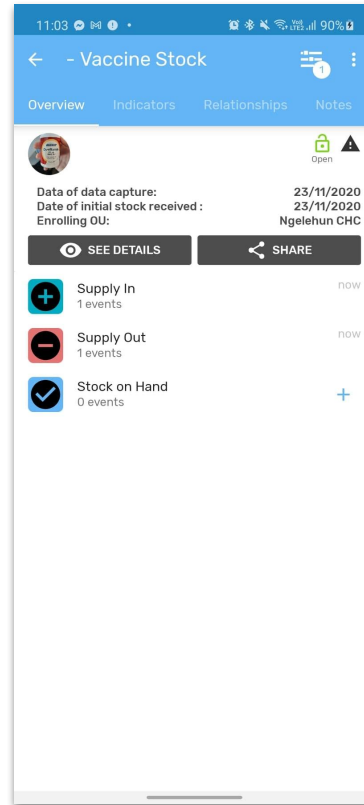 11:03
LTE2 90%
- Vaccine Stock
1
Overview Indicators Relationships Notes
Open
Data of data capture: 23/11/2020
Date of initial stock received : 23/11/2020
Enrolling OU: Ngelehun CHC
SEE DETAILS SHARE
Supply In now
1 events
Supply Out now
1 events
Stock on Hand
0 events